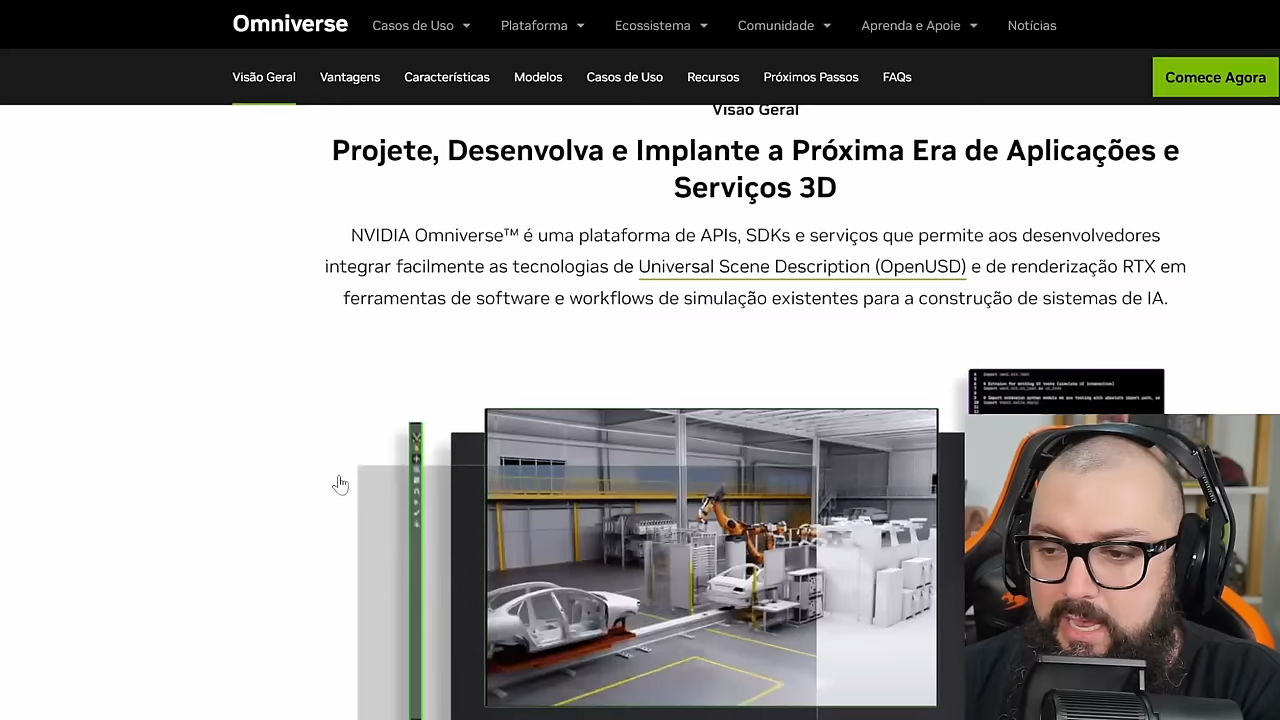 Omniverse
Casos de Uso
Plataforma
Ecossistema
Comunidade
Aprenda e Apoie
Notícias
Visão Geral
Vantagens
Características
Modelos
Casos de Uso
Recursos
Próximos Passos
FAQs
Comece Agora
Visão Geral
Projete, Desenvolva e Implante a Próxima Era de Aplicações e
Serviços 3D
NVIDIA Omniverse™ é uma plataforma de APIs, SDKs e serviços que permite aos desenvolvedores
integrar facilmente as tecnologias de Universal Scene Description (OpenUSD) e de renderização RTX em
ferramentas de software e workflows de simulação existentes para a construção de sistemas de IA.